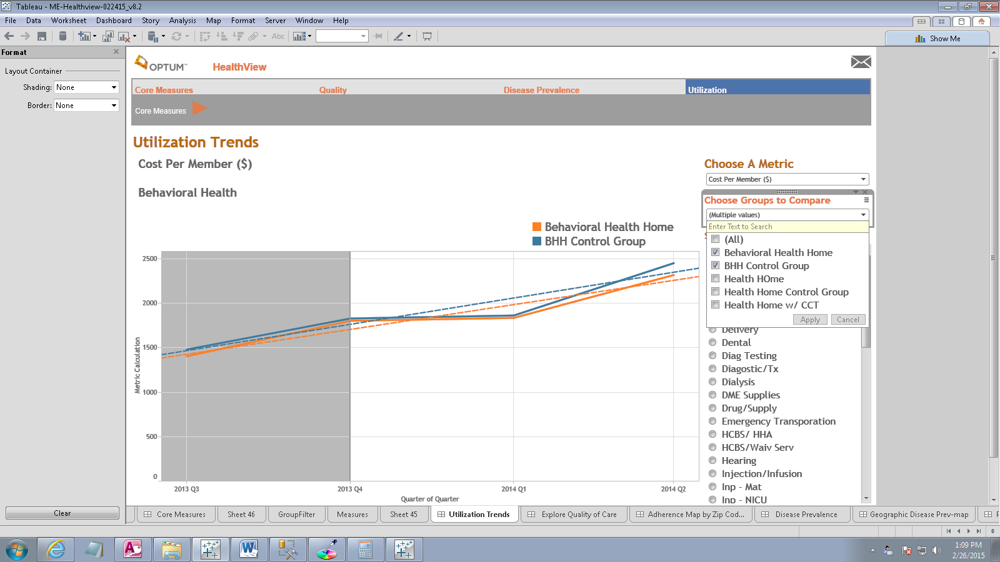 Tableau - ME-Healthview-022415_v8.2
File Data Worksheet Dashboard Story Analysis Map Format Server Window Help
Abc
Show Me
Format
Layout Container
Shading: None
Border: None
Clear
OPTUM™ HealthView
Core Measures Quality Disease Prevalence Utilization
Core Measures
Utilization Trends
Cost Per Member ($)
Behavioral Health
Choose A Metric
Cost Per Member ($)
Choose Groups to Compare
(Multiple values)
Enter Text to Search
(All)
Behavioral Health Home
BHH Control Group
Health HOme
Health Home Control Group
Health Home w/ CCT
Apply Cancel
Delivery
Dental
Diag Testing
Diagostic/Tx
Dialysis
DME Supplies
Drug/Supply
Emergency Transporation
HCBS/ HHA
HCBS/Waiv Serv
Hearing
Injection/Infusion
Inp - Mat
Inp - NICU
Behavioral Health Home
BHH Control Group
Metric Calculation
2500
2000
1500
1000
500
0
2013 Q3 2013 Q4 2014 Q1 2014 Q2
Quarter of Quarter
Core Measures Sheet 46 GroupFilter Measures Sheet 45 Utilization Trends Explore Quality of Care Adherence Map by Zip Cod... Disease Prevalence Geographic Disease Prev-map
1:09 PM
2/26/2015